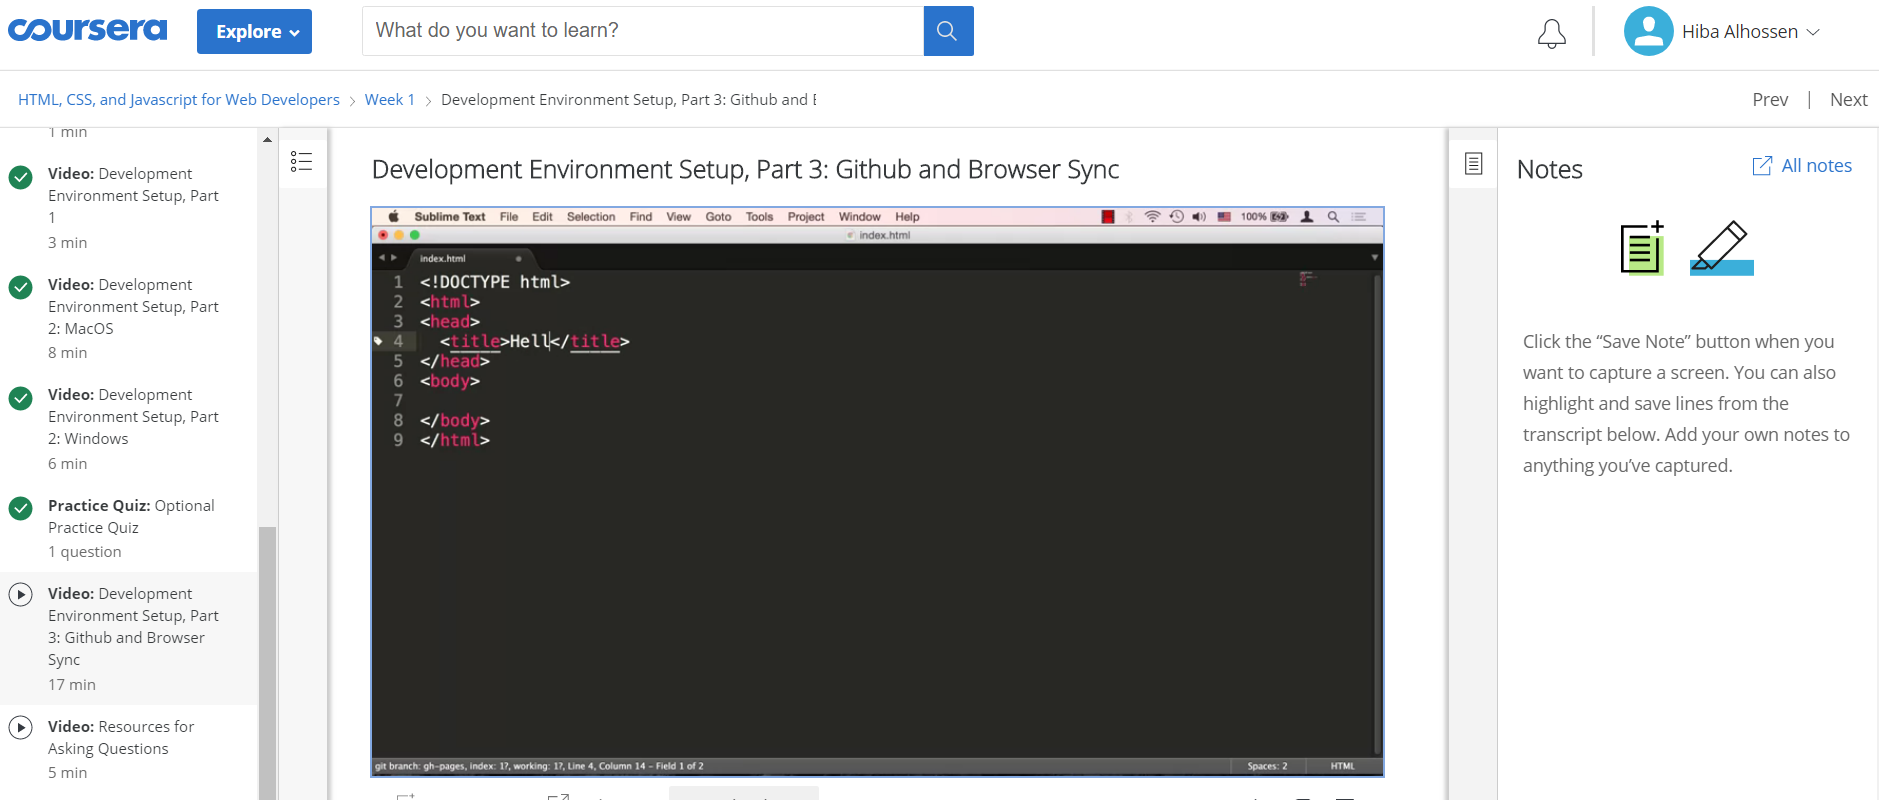 coursera
Explore
What do you want to learn?
Hiba Alhossen
HTML, CSS, and Javascript for Web Developers
Week 1
Development Environment Setup, Part 3: Github and
Prev | Next
1 min
Video: Development
Environment Setup, Part
1
3 min
Video: Development
Environment Setup, Part
2: MacOS
8 min
Video: Development
Environment Setup, Part
2: Windows
6 min
Practice Quiz: Optional
Practice Quiz
1 question
Video: Development
Environment Setup, Part
3: Github and Browser
Sync
17 min
Video: Resources for
Asking Questions
5 min
Development Environment Setup, Part 3: Github and Browser Sync
Sublime Text File Edit Selection Find View Goto Tools Project Window Help 100%
index.html
index.html
1 <!DOCTYPE html>
2 <html>
3 <head>
4 <title>Hell</title>
5 </head>
6 <body>
7
8 </body>
9 </html>
git branch: gh-pages, index: 1?, working: 1?, Line 4, Column 14 – Field 1 of 2
Spaces: 2
HTML
Notes
All notes
Click the “Save Note” button when you
want to capture a screen. You can also
highlight and save lines from the
transcript below. Add your own notes to
anything you’ve captured.